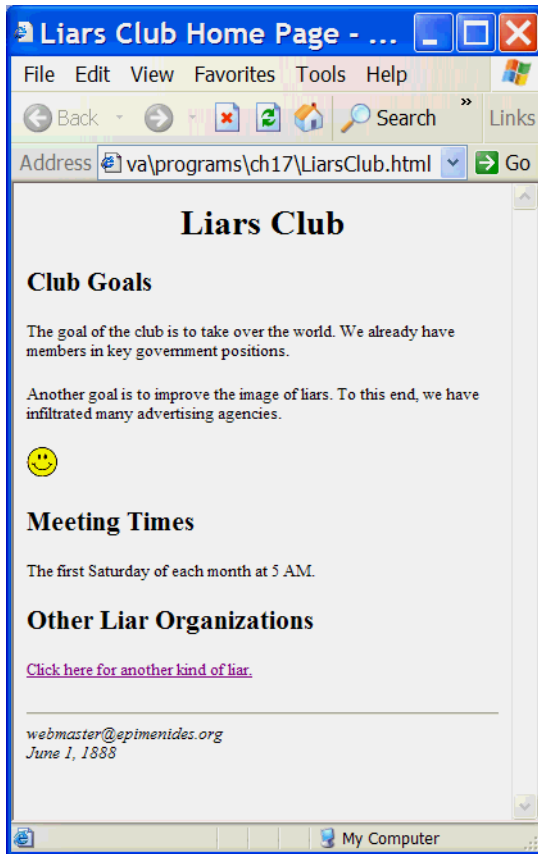 Liars Club Home Page - ...
File Edit View Favorites Tools Help
Back Search » Links
Address va\programs\ch17\LiarsClub.html Go
Liars Club
Club Goals
The goal of the club is to take over the world. We already have
members in key government positions.
Another goal is to improve the image of liars. To this end, we have
infiltrated many advertising agencies.
Meeting Times
The first Saturday of each month at 5 AM.
Other Liar Organizations
Click here for another kind of liar.
webmaster@epimenides.org
June 1, 1888
My Computer